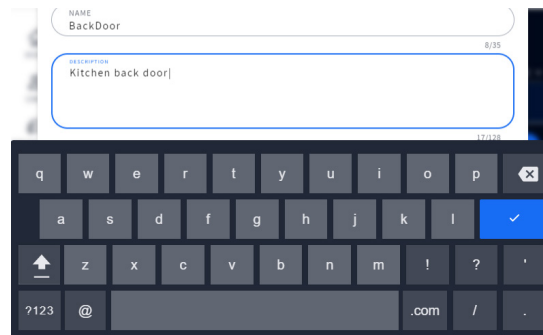 NAME
BackDoor
8/35
DESCRIPTION
Kitchen back door
17/128
q w e r t y u i o p
a s d f g h j k l
z x c v b n m ! ? '
?123 @ .com / .